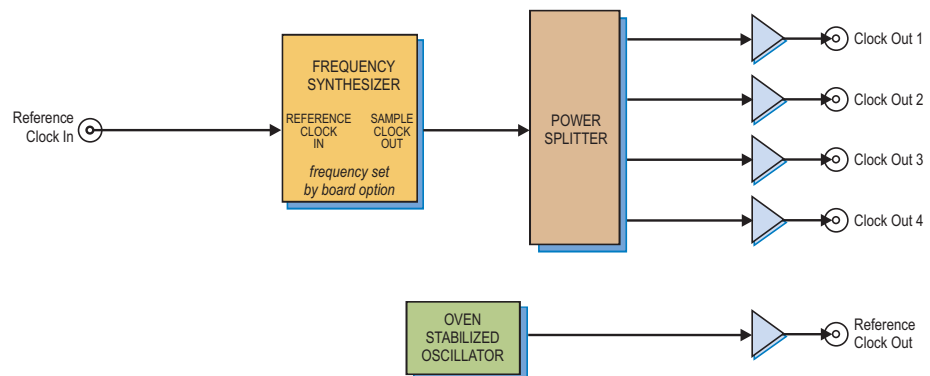 Reference
Clock In
FREQUENCY
SYNTHESIZER
REFERENCE
CLOCK
IN
SAMPLE
CLOCK
OUT
frequency set
by board option
POWER
SPLITTER
Clock Out 1
Clock Out 2
Clock Out 3
Clock Out 4
OVEN
STABILIZED
OSCILLATOR
Reference
Clock Out